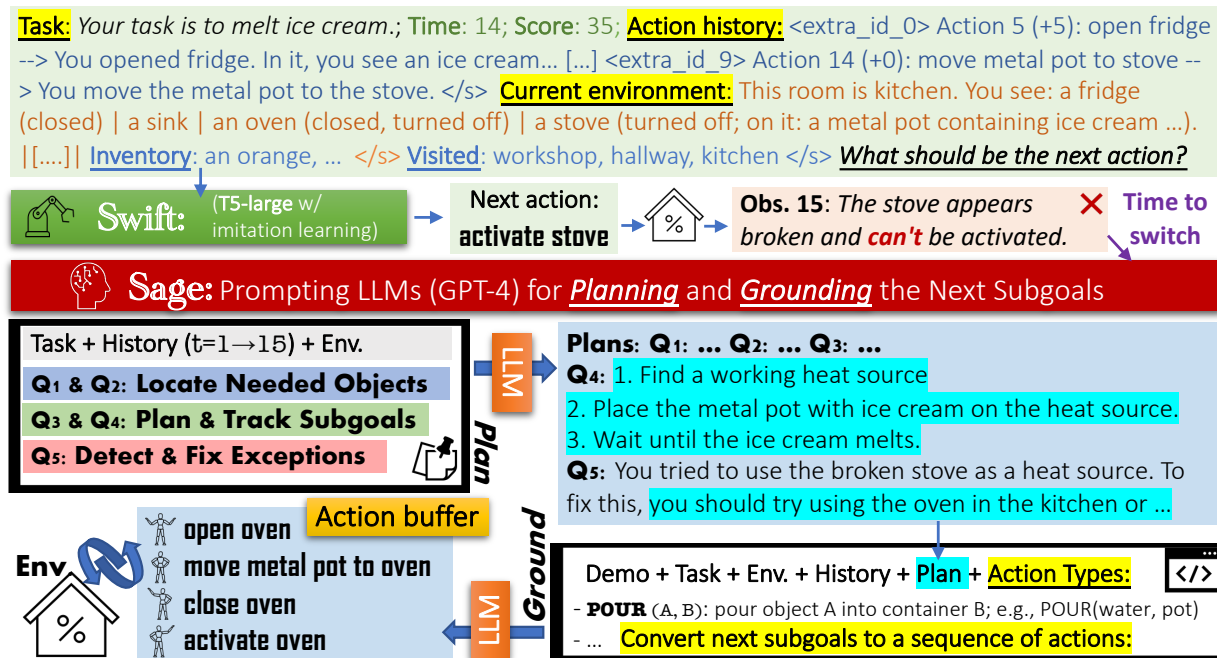 Task: Your task is to melt ice cream.; Time: 14; Score: 35; Action history: <extra_id_0> Action 5 (+5): open fridge
--> You opened fridge. In it, you see an ice cream... […] <extra_id_9> Action 14 (+0): move metal pot to stove --
> You move the metal pot to the stove. </s> Current environment: This room is kitchen. You see: a fridge
(closed) | a sink | an oven (closed, turned off) | a stove (turned off; on it: a metal pot containing ice cream …).
|[….]| Inventory: an orange, … </s> Visited: workshop, hallway, kitchen </s> What should be the next action?
Swift: (T5-large w/
imitation learning)
Next action:
activate stove
%
Obs. 15: The stove appears
broken and can't be activated.
Time to
switch
Sage: Prompting LLMs (GPT-4) for Planning and Grounding the Next Subgoals
Task + History (t=1→15) + Env.
Q1 & Q2: Locate Needed Objects
Q3 & Q4: Plan & Track Subgoals
Q5: Detect & Fix Exceptions
Plan
LLM
Plans: Q1: … Q2: … Q3: …
Q4: 1. Find a working heat source
2. Place the metal pot with ice cream on the heat source.
3. Wait until the ice cream melts.
Q5: You tried to use the broken stove as a heat source. To
fix this, you should try using the oven in the kitchen or …
Demo + Task + Env. + History + Plan + Action Types:
</>
- POUR (A, B): pour object A into container B; e.g., POUR(water, pot)
- … Convert next subgoals to a sequence of actions:
Ground
LLM
Action buffer
open oven
move metal pot to oven
close oven
activate oven
Env.
%